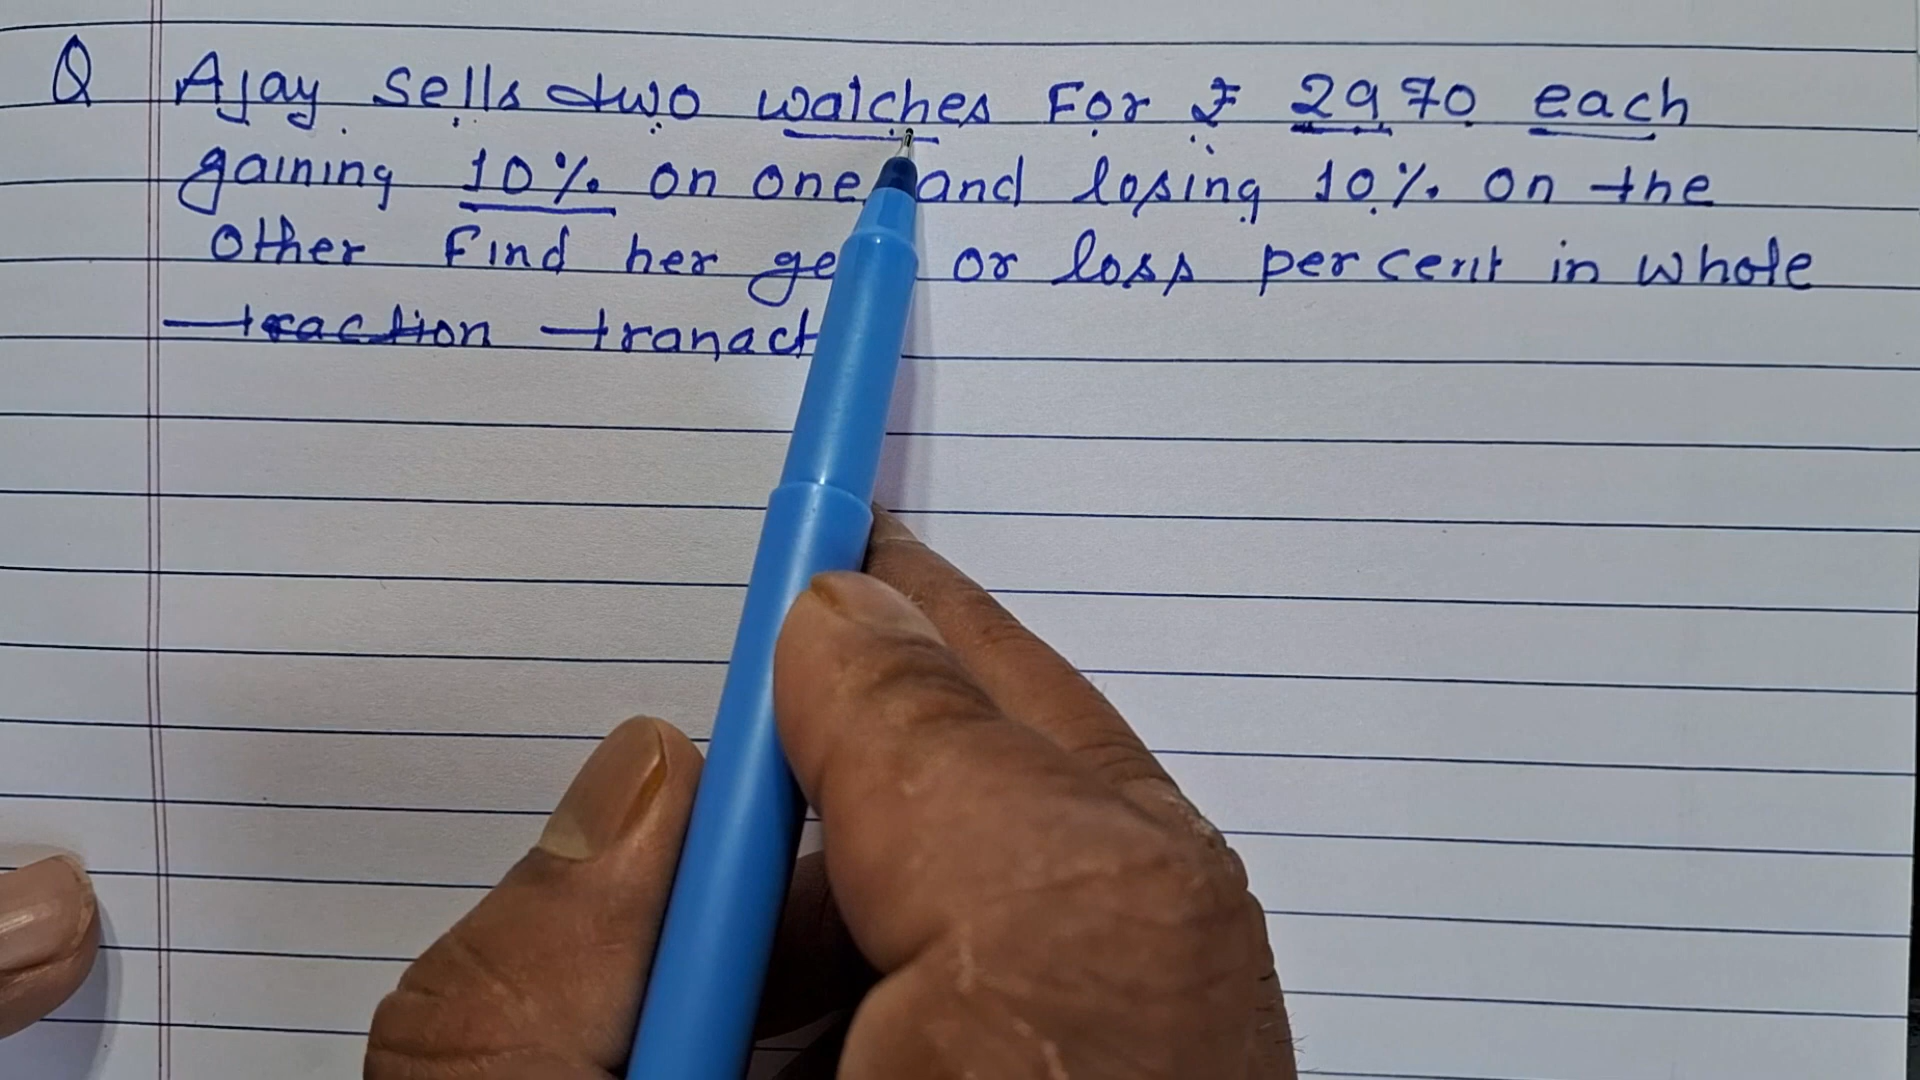 Q Ajay sells two watches For ₹ 2970 each
gaining 10% on one and losing 10% on the
Other Find her or loss per cent in whole
traction